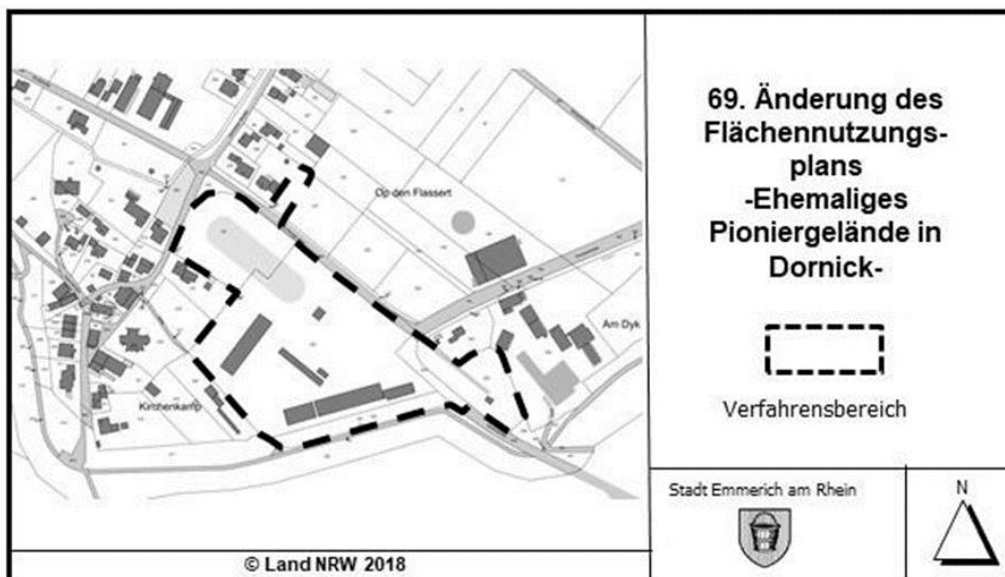 69. Änderung des
Flächennutzungs-
plans
-Ehemaliges
Pioniergelände in
Dornick-
Verfahrensbereich
Op den Flassert
Am Dyk
Kirchenkamp
Stadt Emmerich am Rhein
N
© Land NRW 2018